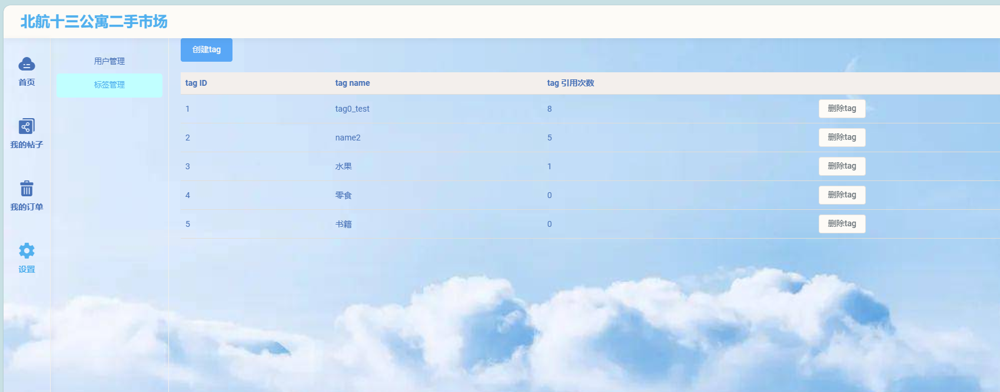 北航十三公寓二手市场
首页
我的帖子
我的订单
设置
用户管理
标签管理
创建tag
tag ID tag name tag 引用次数
1 tag0_test 8 删除tag
2 name2 5 删除tag
3 水果 1 删除tag
4 零食 0 删除tag
5 书籍 0 删除tag